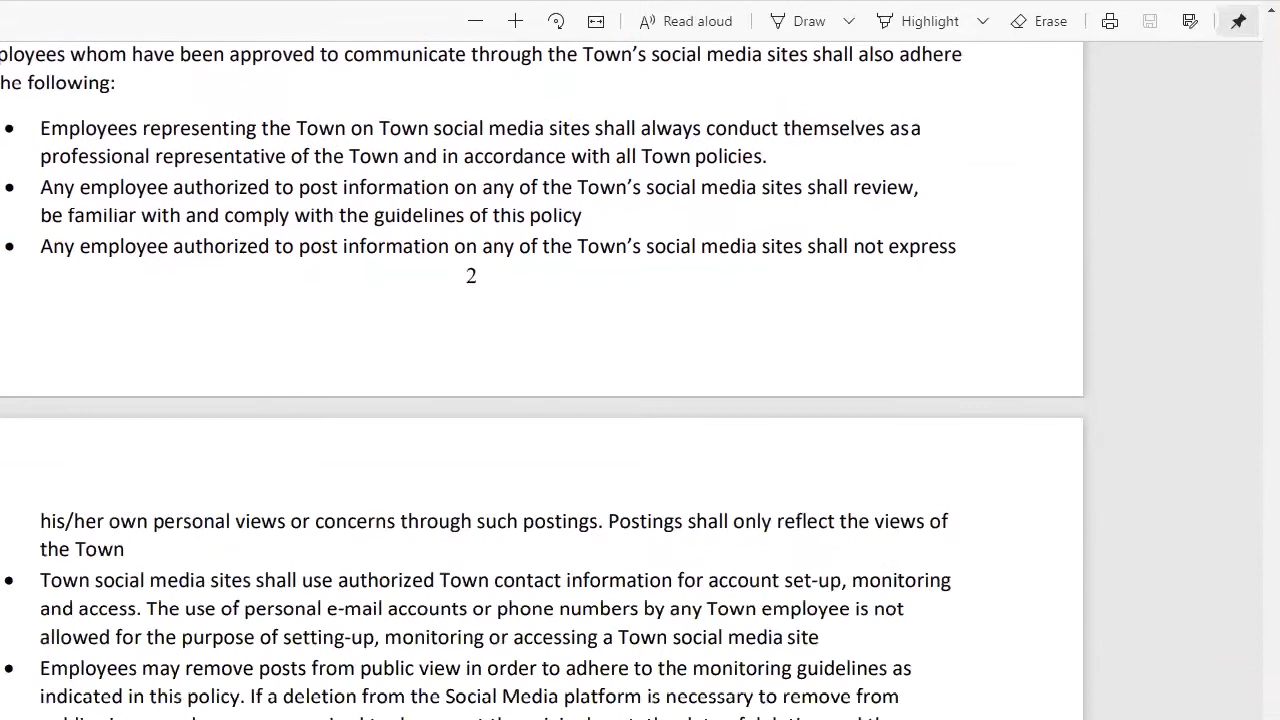 Read aloud Draw Highlight Erase
ployees whom have been approved to communicate through the Town’s social media sites shall also adhere
he following:
• Employees representing the Town on Town social media sites shall always conduct themselves as a
professional representative of the Town and in accordance with all Town policies.
• Any employee authorized to post information on any of the Town’s social media sites shall review,
be familiar with and comply with the guidelines of this policy
• Any employee authorized to post information on any of the Town’s social media sites shall not express
2
his/her own personal views or concerns through such postings. Postings shall only reflect the views of
the Town
• Town social media sites shall use authorized Town contact information for account set-up, monitoring
and access. The use of personal e-mail accounts or phone numbers by any Town employee is not
allowed for the purpose of setting-up, monitoring or accessing a Town social media site
• Employees may remove posts from public view in order to adhere to the monitoring guidelines as
indicated in this policy. If a deletion from the Social Media platform is necessary to remove from